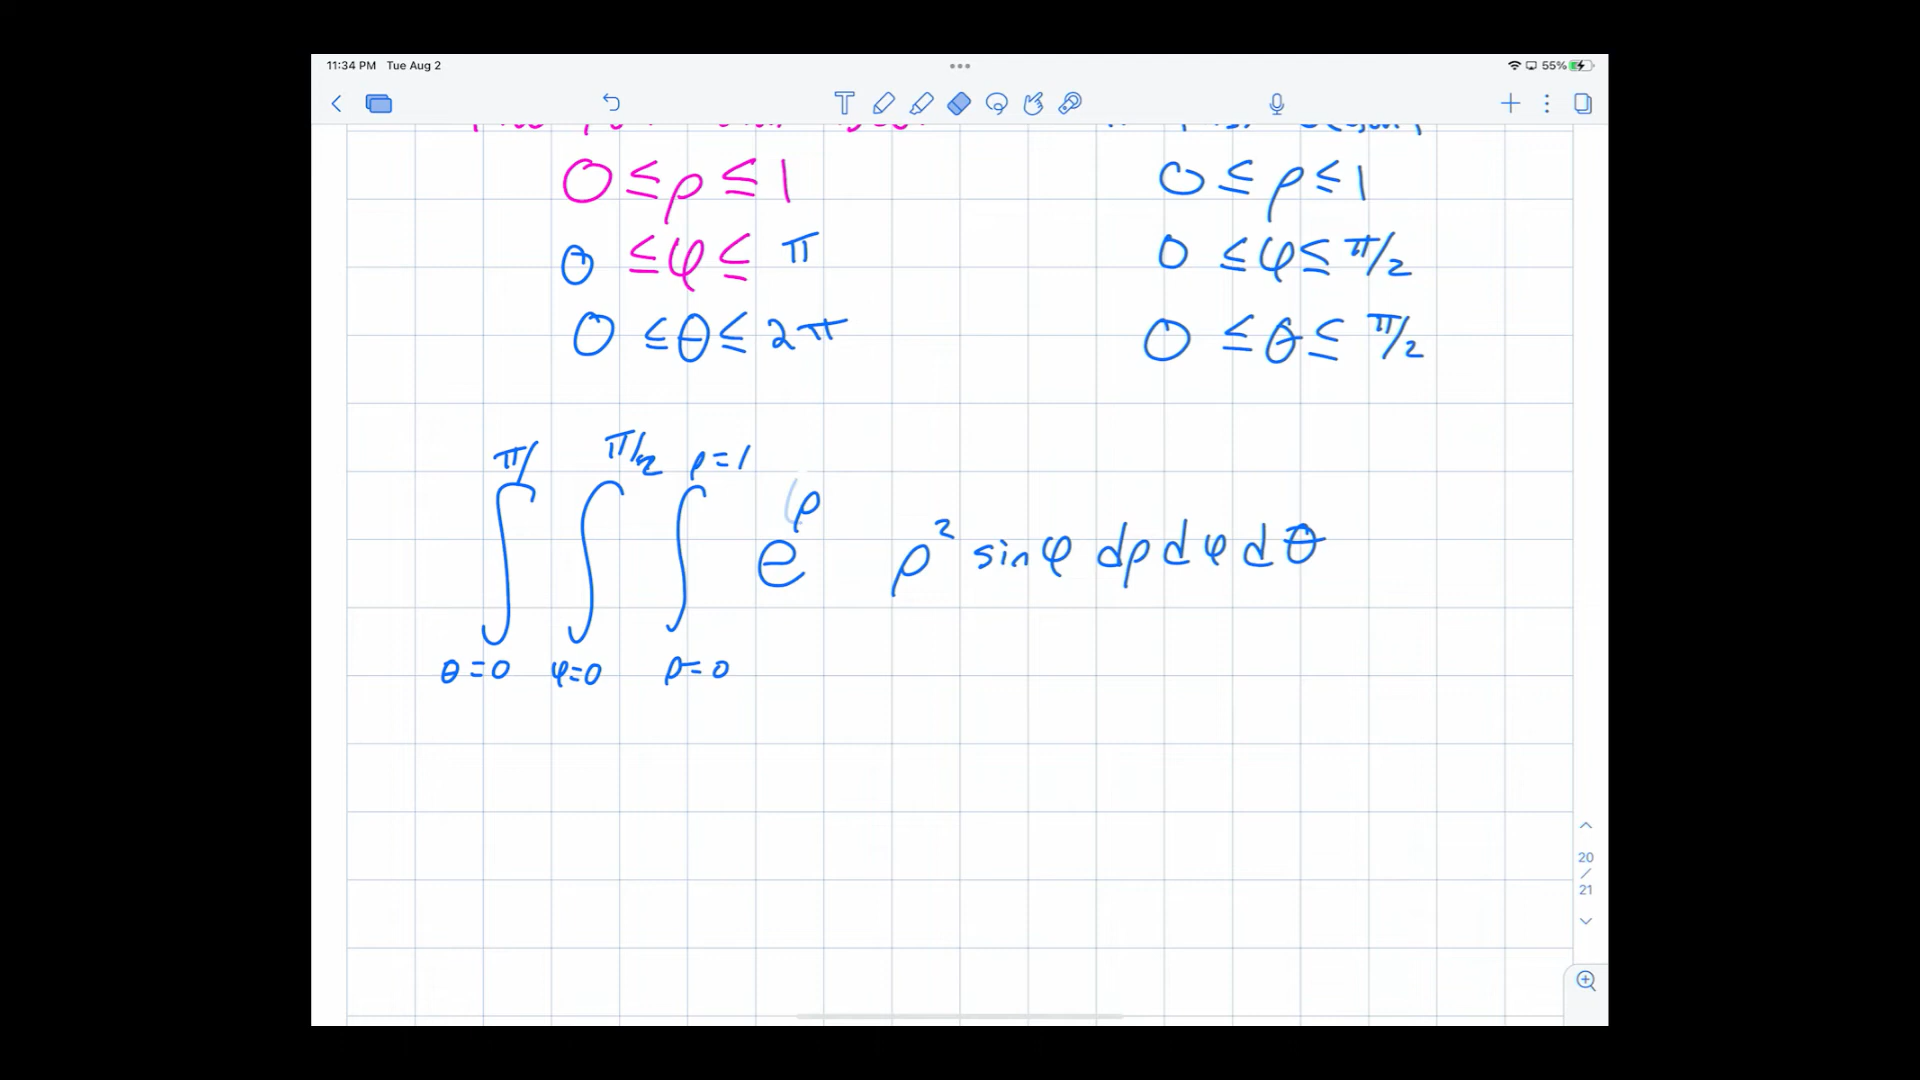 11:34 PM Tue Aug 2
55%
0 ≤ ρ ≤ 1
0 ≤ φ ≤ π
0 ≤ θ ≤ 2π
0 ≤ ρ ≤ 1
0 ≤ φ ≤ π/2
0 ≤ θ ≤ π/2
π/ π/2 ρ=1
∫ ∫ ∫ e^ρ ρ² sinφ dρ dφ dθ
θ=0 φ=0 ρ=0
20
/
21